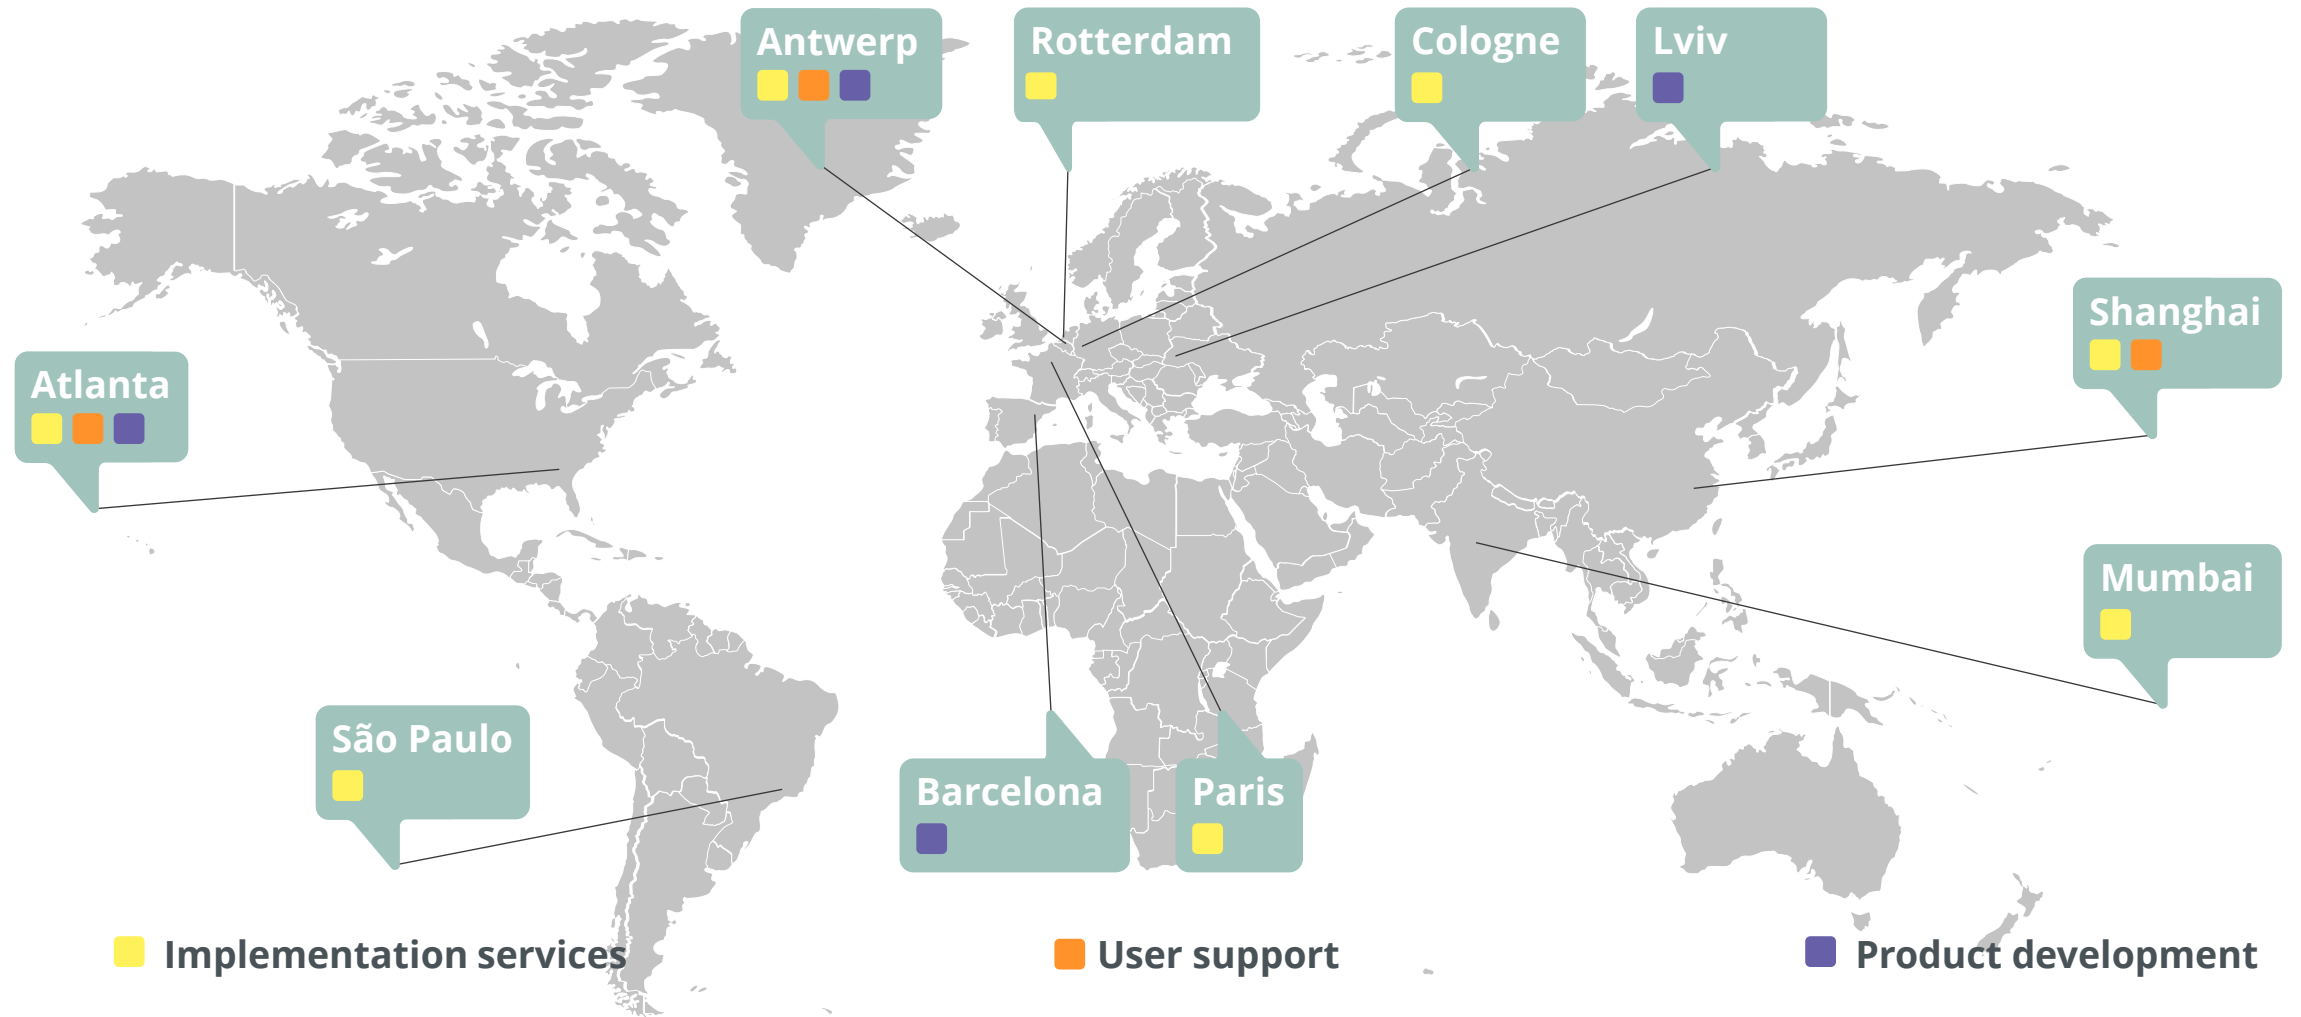 Antwerp
Rotterdam
Cologne
Lviv
Shanghai
Atlanta
Mumbai
São Paulo
Barcelona
Paris
Implementation services
User support
Product development